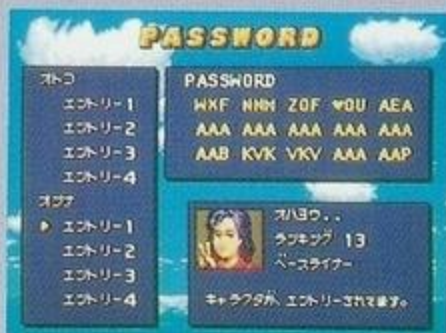 PASSWORD
オトコ
エントリー1
エントリー2
エントリー3
エントリー4
オンナ
エントリー1
エントリー2
エントリー3
エントリー4
PASSWORD
WXF NNM ZOF ♥OU AEA
AAA AAA AAA AAA AAA
AAB KVK VKV AAA AAP
オハヨウ..
ランキング 13
ベースライナー
キャラクタが、エントリーされてます。